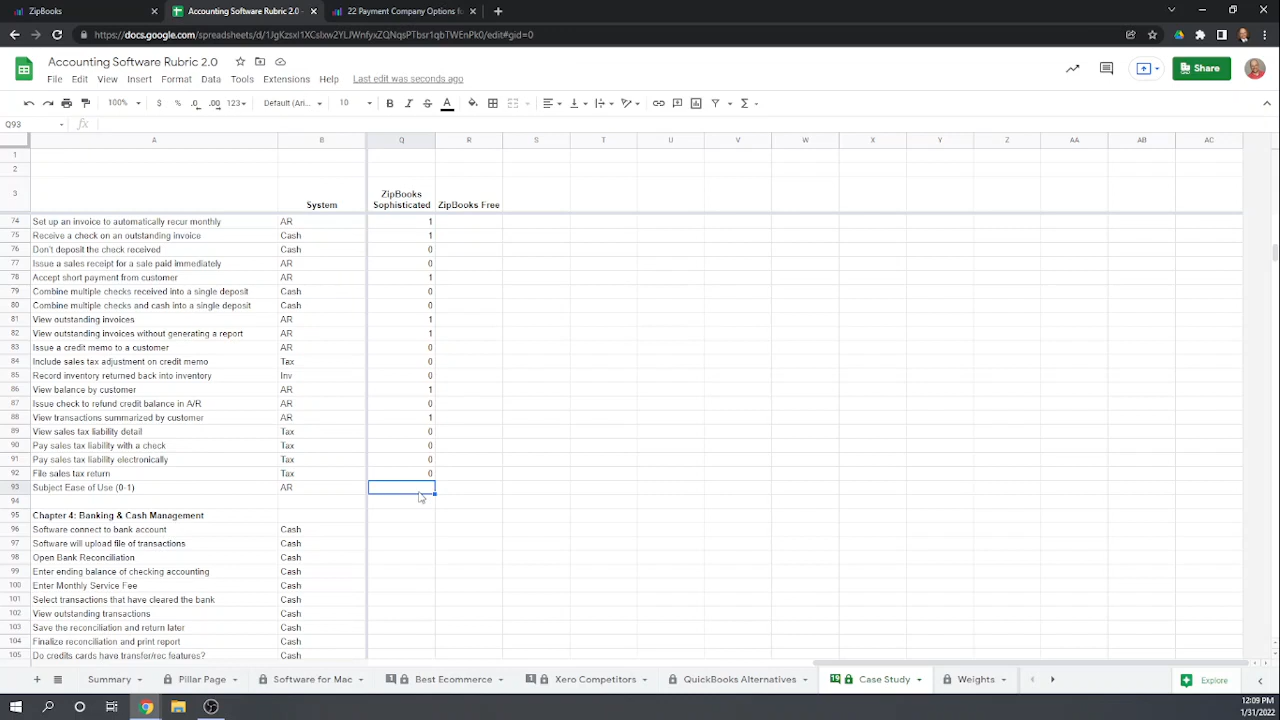 ZipBooks
Accounting Software Rubric 2.0 -
22 Payment Company Options fo
https://docs.google.com/spreadsheets/d/1JgKzsxI1XCsIxw2YLJWnfyxZQNqsPTbsr1qbTWEnPk0/edit#gid=0
Accounting Software Rubric 2.0
File Edit View Insert Format Data Tools Extensions Help Last edit was seconds ago
Share
100% $ % .0 .00 123 Default (Ari... 10 B I S A
Q93 fx
A B Q R S T U V W X Y Z AA AB AC
1
2
3 System ZipBooks Sophisticated ZipBooks Free
74 Set up an invoice to automatically recur monthly AR 1
75 Receive a check on an outstanding invoice Cash 1
76 Don't deposit the check received Cash 0
77 Issue a sales receipt for a sale paid immediately AR 0
78 Accept short payment from customer AR 1
79 Combine multiple checks received into a single deposit Cash 0
80 Combine multiple checks and cash into a single deposit Cash 0
81 View outstanding invoices AR 1
82 View outstanding invoices without generating a report AR 1
83 Issue a credit memo to a customer AR 0
84 Include sales tax adjustment on credit memo Tax 0
85 Record inventory returned back into inventory Inv 0
86 View balance by customer AR 1
87 Issue check to refund credit balance in A/R AR 0
88 View transactions summarized by customer AR 1
89 View sales tax liability detail Tax 0
90 Pay sales tax liability with a check Tax 0
91 Pay sales tax liability electronically Tax 0
92 File sales tax return Tax 0
93 Subject Ease of Use (0-1) AR
94
95 Chapter 4: Banking & Cash Management
96 Software connect to bank account Cash
97 Software will upload file of transactions Cash
98 Open Bank Reconciliation Cash
99 Enter ending balance of checking accounting Cash
100 Enter Monthly Service Fee Cash
101 Select transactions that have cleared the bank Cash
102 View outstanding transactions Cash
103 Save the reconciliation and return later Cash
104 Finalize reconciliation and print report Cash
105 Do credits cards have transfer/rec features? Cash
Summary Pillar Page Software for Mac 1 Best Ecommerce 1 Xero Competitors QuickBooks Alternatives 19 Case Study Weights Explore
12:09 PM
1/31/2022